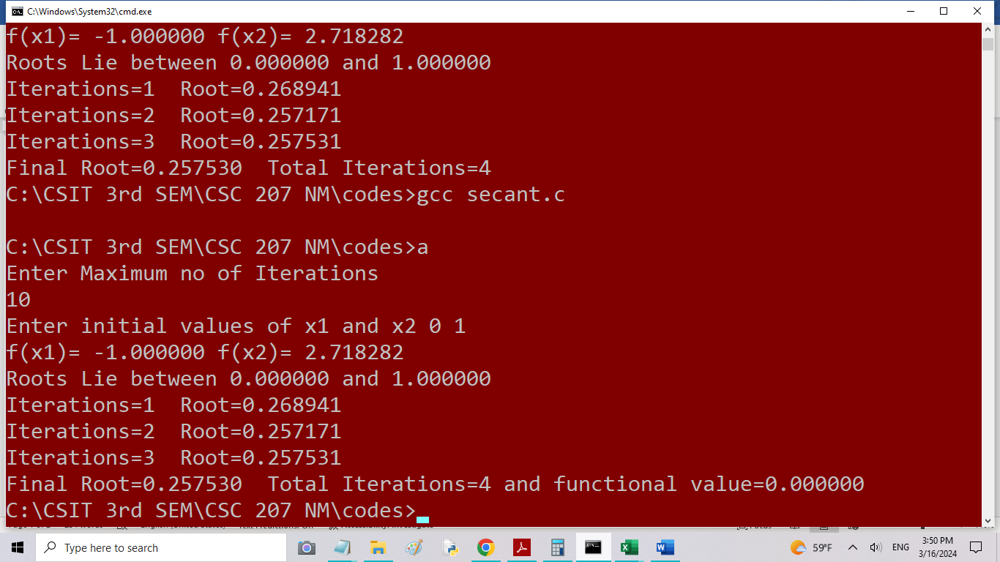 C:\Windows\System32\cmd.exe
f(x1)= -1.000000 f(x2)= 2.718282
Roots Lie between 0.000000 and 1.000000
Iterations=1  Root=0.268941
Iterations=2  Root=0.257171
Iterations=3  Root=0.257531
Final Root=0.257530  Total Iterations=4
C:\CSIT 3rd SEM\CSC 207 NM\codes>gcc secant.c
C:\CSIT 3rd SEM\CSC 207 NM\codes>a
Enter Maximum no of Iterations
10
Enter initial values of x1 and x2 0 1
f(x1)= -1.000000 f(x2)= 2.718282
Roots Lie between 0.000000 and 1.000000
Iterations=1  Root=0.268941
Iterations=2  Root=0.257171
Iterations=3  Root=0.257531
Final Root=0.257530  Total Iterations=4 and functional value=0.000000
C:\CSIT 3rd SEM\CSC 207 NM\codes>
Type here to search
59°F
ENG
3:50 PM
3/16/2024